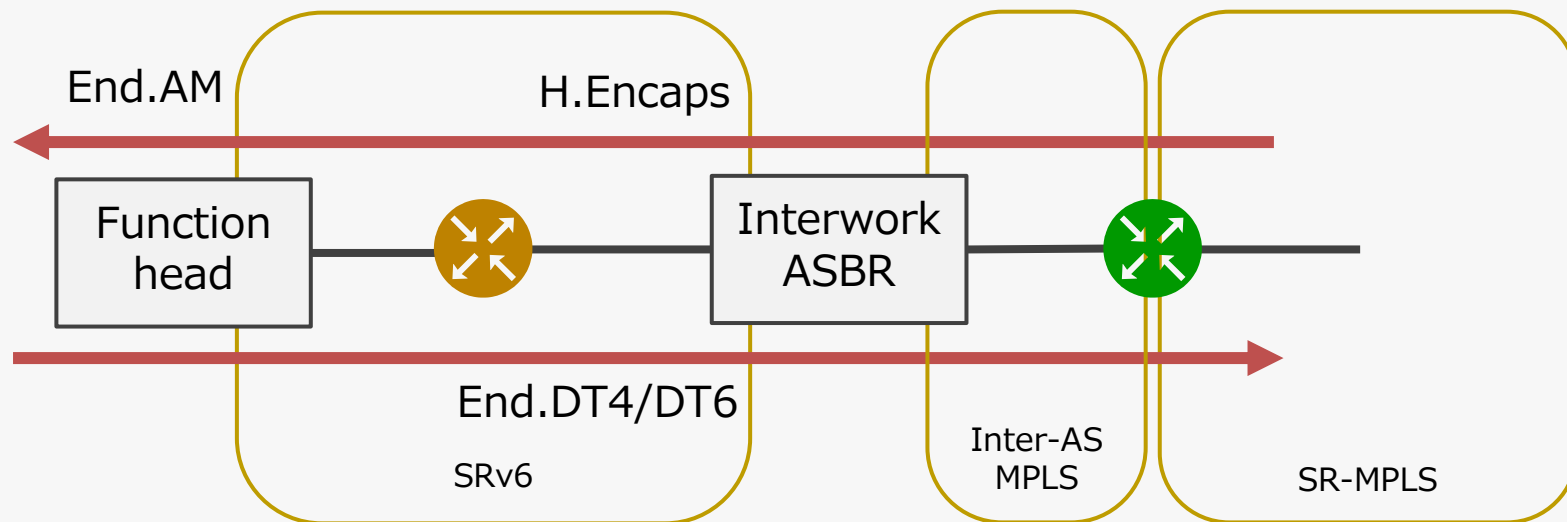 End.AM
H.Encaps
Function
head
Interwork
ASBR
End.DT4/DT6
SRv6
Inter-AS
MPLS
SR-MPLS